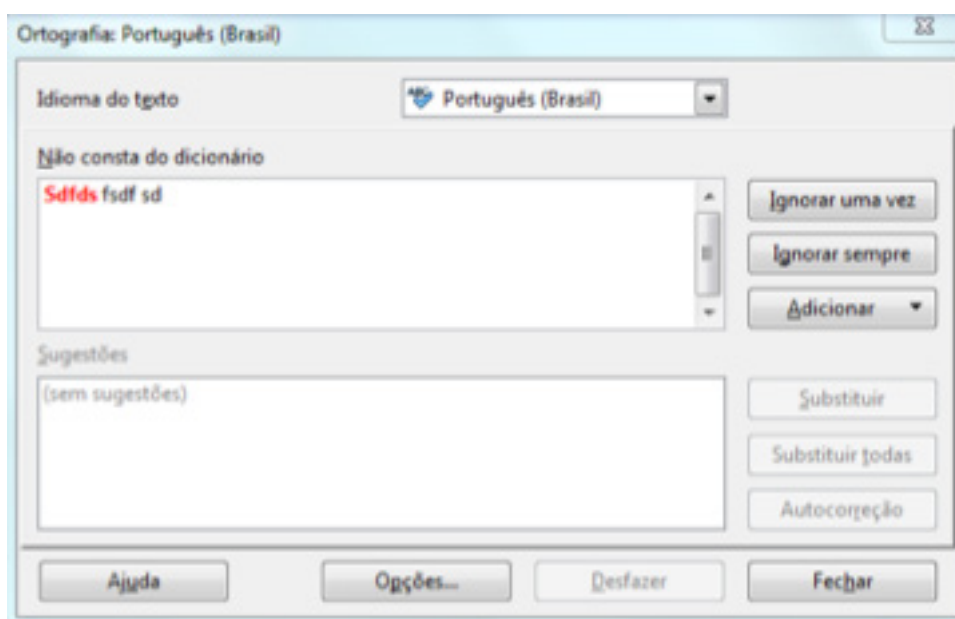 Ortografia: Português (Brasil)
Idioma do texto
Português (Brasil)
Não consta do dicionário
Sdfds fsdf sd
Ignorar uma vez
Ignorar sempre
Adicionar
Sugestões
(sem sugestões)
Substituir
Substituir todas
Autocorreção
Ajuda
Opções...
Desfazer
Fechar